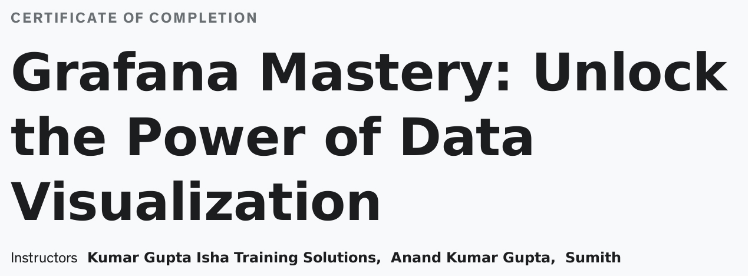 CERTIFICATE OF COMPLETION
Grafana Mastery: Unlock
the Power of Data
Visualization
Instructors Kumar Gupta Isha Training Solutions, Anand Kumar Gupta, Sumith